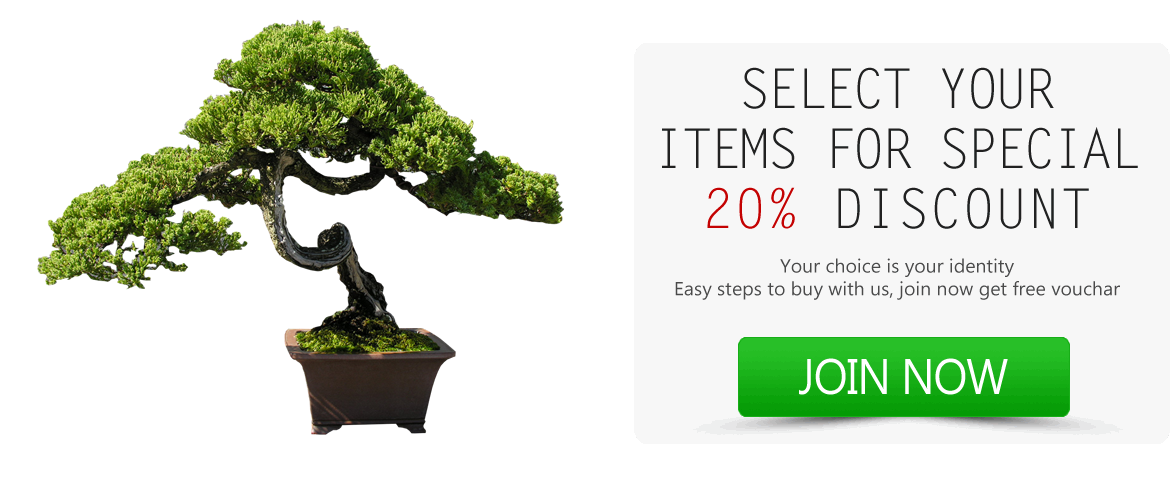 SELECT YOUR
ITEMS FOR SPECIAL
20% DISCOUNT
Your choice is your identity
Easy steps to buy with us, join now get free vouchar
JOIN NOW